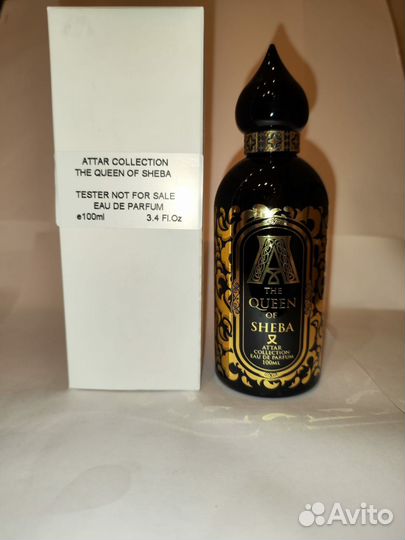 ATTAR COLLECTION
THE QUEEN OF SHEBA
TESTER NOT FOR SALE
EAU DE PARFUM
e100ml 3.4 Fl.Oz
A
THE
QUEEN
OF
SHEBA
ATTAR
COLLECTION
EAU DE PARFUM
100ML
Avito